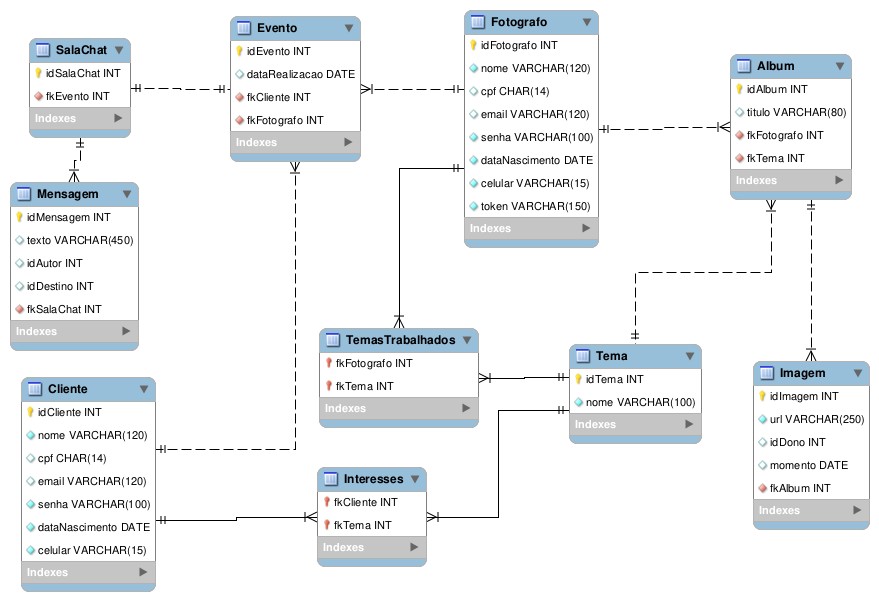 SalaChat
idSalaChat INT
fkEvento INT
Indexes
Evento
idEvento INT
dataRealizacao DATE
fkCliente INT
fkFotografo INT
Indexes
Fotografo
idFotografo INT
nome VARCHAR(120)
cpf CHAR(14)
email VARCHAR(120)
senha VARCHAR(100)
dataNascimento DATE
celular VARCHAR(15)
token VARCHAR(150)
Indexes
Album
idAlbum INT
titulo VARCHAR(80)
fkFotografo INT
fkTema INT
Indexes
Mensagem
idMensagem INT
texto VARCHAR(450)
idAutor INT
idDestino INT
fkSalaChat INT
Indexes
TemasTrabalhados
fkFotografo INT
fkTema INT
Indexes
Tema
idTema INT
nome VARCHAR(100)
Indexes
Imagem
idImagem INT
url VARCHAR(250)
idDono INT
momento DATE
fkAlbum INT
Indexes
Cliente
idCliente INT
nome VARCHAR(120)
cpf CHAR(14)
email VARCHAR(120)
senha VARCHAR(100)
dataNascimento DATE
celular VARCHAR(15)
Indexes
Interesses
fkCliente INT
fkTema INT
Indexes